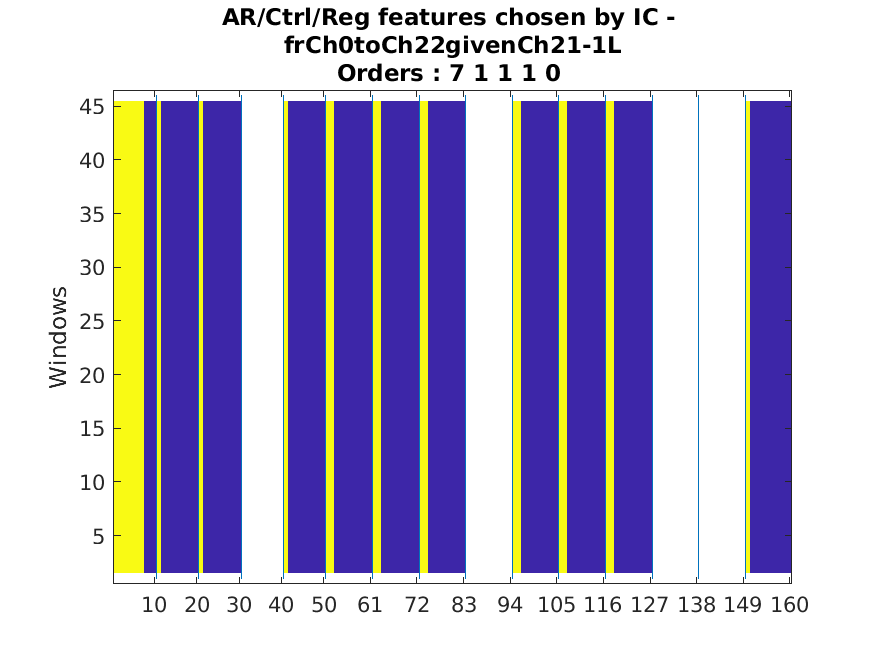 AR/Ctrl/Reg features chosen by IC -
frCh0toCh22givenCh21-1L
Orders : 7 1 1 1 0
45
40
35
30
25
20
15
10
5
Windows
10 20 30 40 50 61 72 83 94 105 116 127 138 149 160